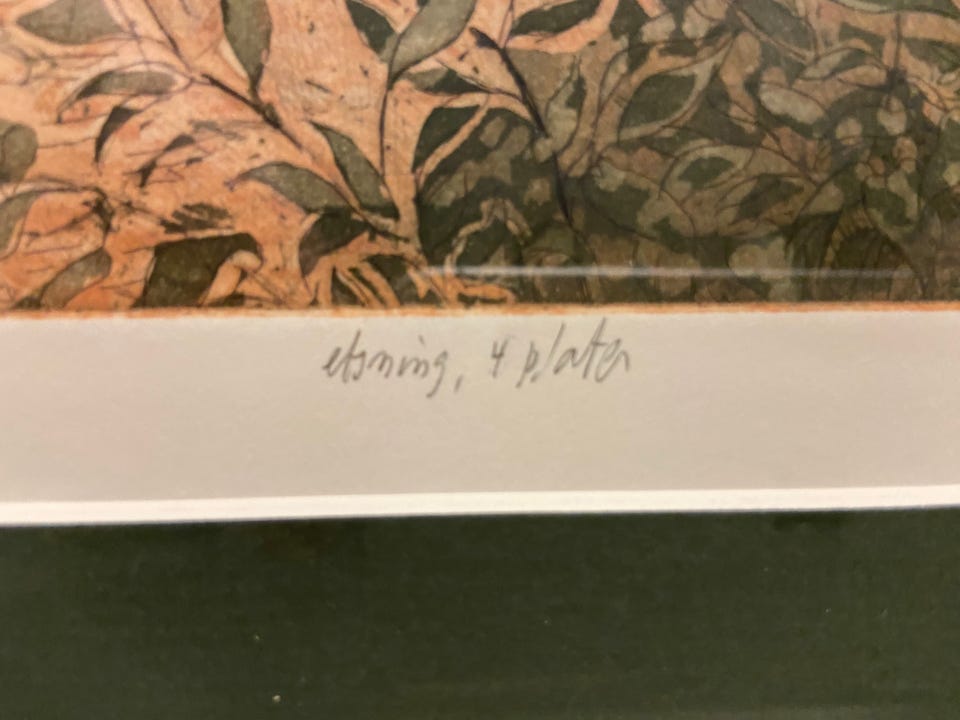 etsning, 4 plater